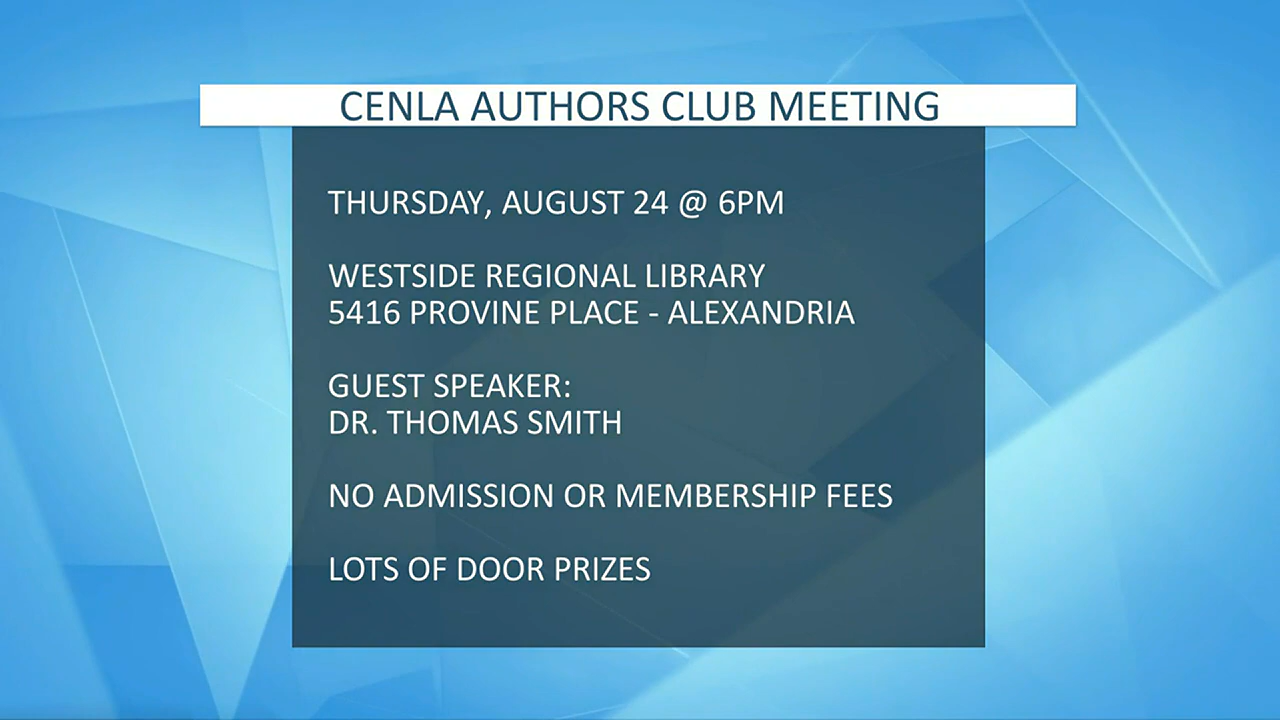 CENLA AUTHORS CLUB MEETING
THURSDAY, AUGUST 24 @ 6PM
WESTSIDE REGIONAL LIBRARY
5416 PROVINE PLACE - ALEXANDRIA
GUEST SPEAKER:
DR. THOMAS SMITH
NO ADMISSION OR MEMBERSHIP FEES
LOTS OF DOOR PRIZES